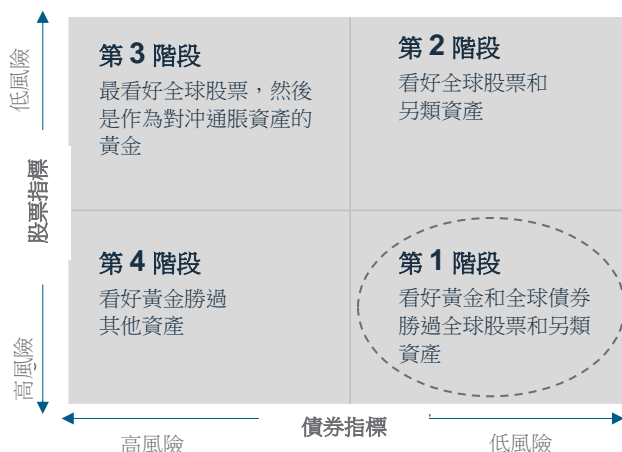 第 3 階段
最看好全球股票，然後
是作為對沖通脹資產的
黃金
第 2 階段
看好全球股票和
另類資產
第 4 階段
看好黃金勝過
其他資產
第 1 階段
看好黃金和全球債券
勝過全球股票和另類
資產
低風險
股票指標
高風險
債券指標
高風險
低風險